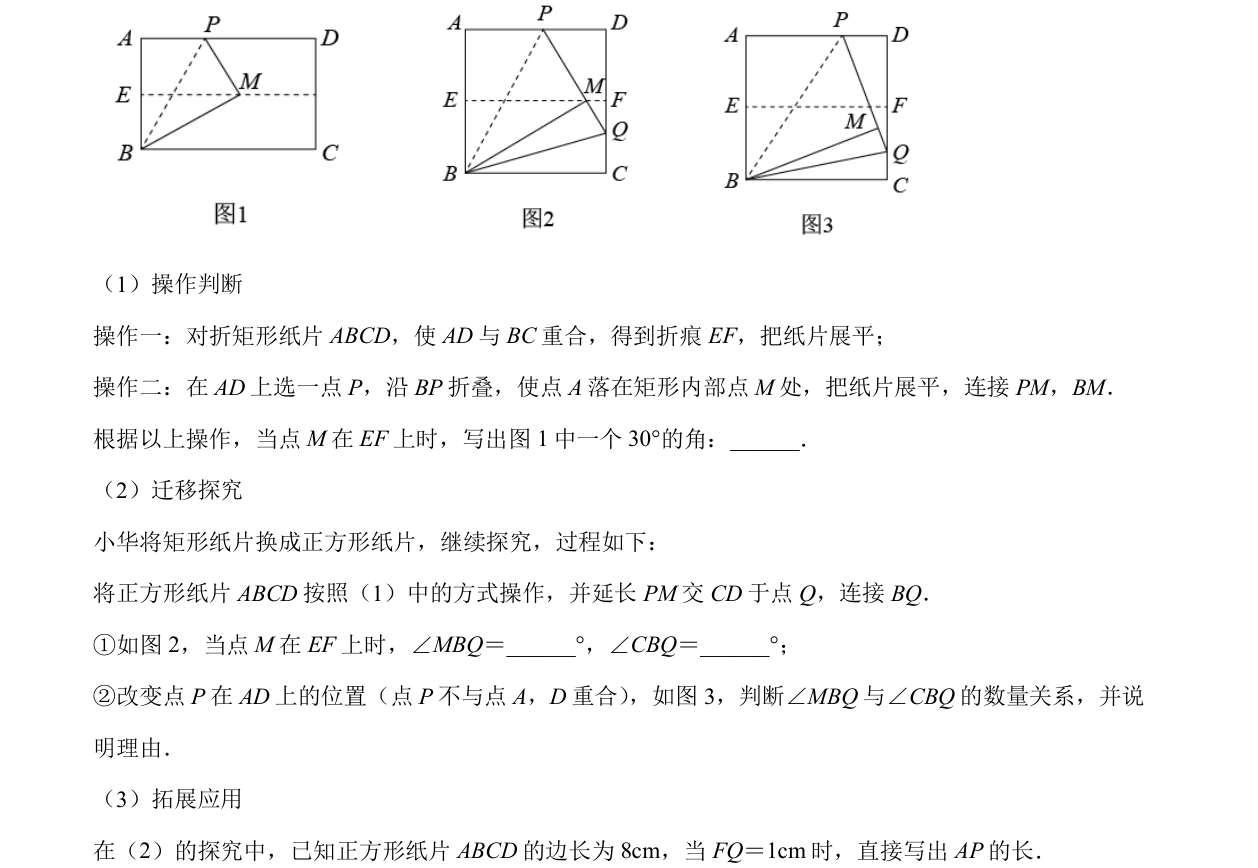 A P D
E M
B C
图1
A P D
E M F
Q
B C
图2
A P D
E F
M
Q
B C
图3
（1）操作判断
操作一：对折矩形纸片 ABCD，使 AD 与 BC 重合，得到折痕 EF，把纸片展平；
操作二：在 AD 上选一点 P，沿 BP 折叠，使点 A 落在矩形内部点 M 处，把纸片展平，连接 PM，BM．
根据以上操作，当点 M 在 EF 上时，写出图 1 中一个 30°的角：______．
（2）迁移探究
小华将矩形纸片换成正方形纸片，继续探究，过程如下：
将正方形纸片 ABCD 按照（1）中的方式操作，并延长 PM 交 CD 于点 Q，连接 BQ．
①如图 2，当点 M 在 EF 上时，∠MBQ＝______°，∠CBQ＝______°；
②改变点 P 在 AD 上的位置（点 P 不与点 A，D 重合），如图 3，判断∠MBQ 与∠CBQ 的数量关系，并说
明理由．
（3）拓展应用
在（2）的探究中，已知正方形纸片 ABCD 的边长为 8cm，当 FQ＝1cm 时，直接写出 AP 的长．